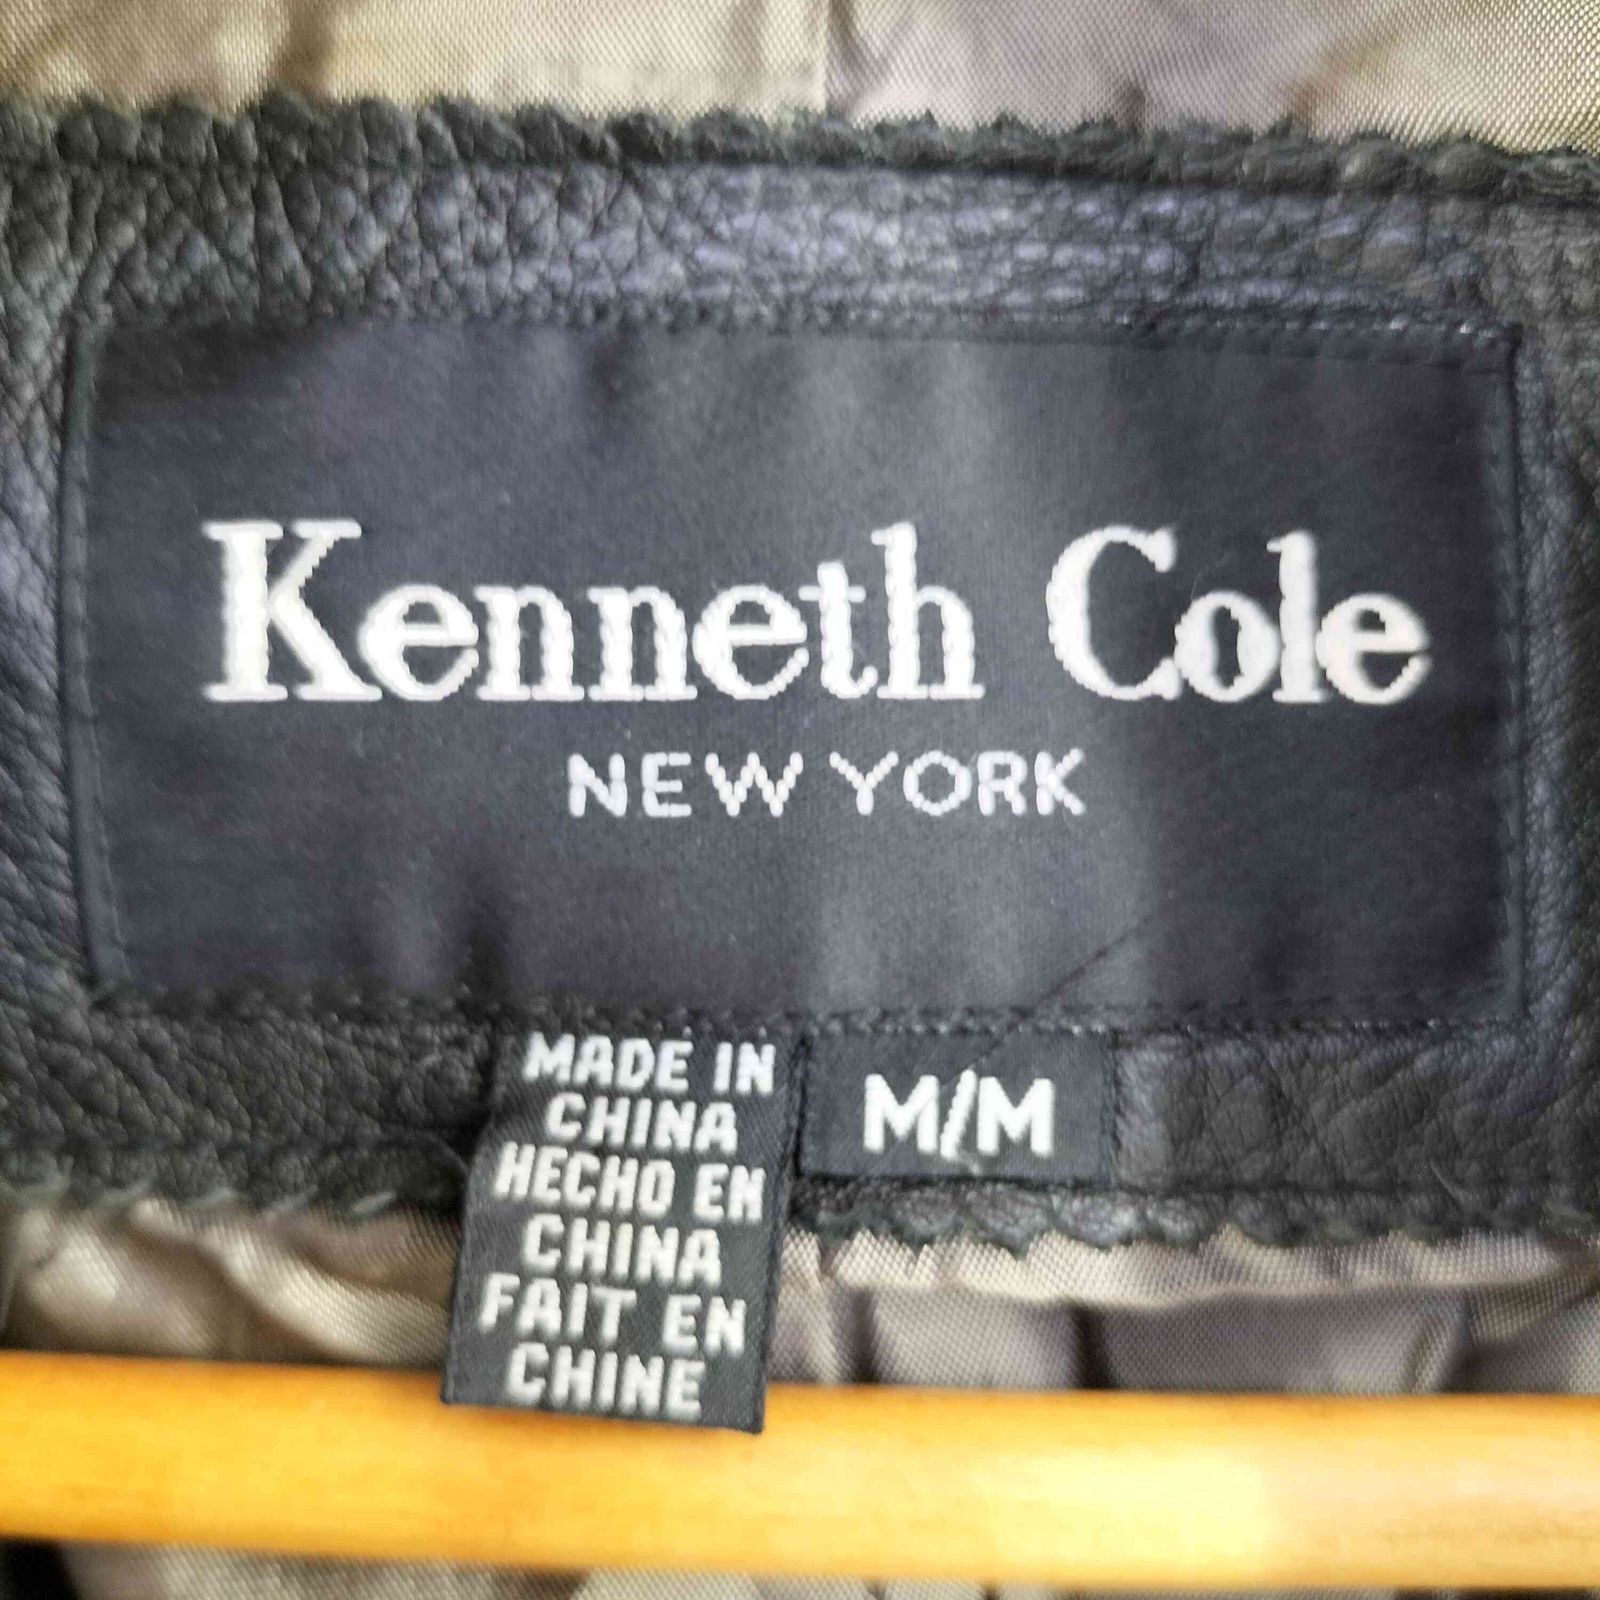 Kenneth Cole
NEW YORK
MADE IN
CHINA
HECHO EN
CHINA
FAIT EN
CHINE
M/M